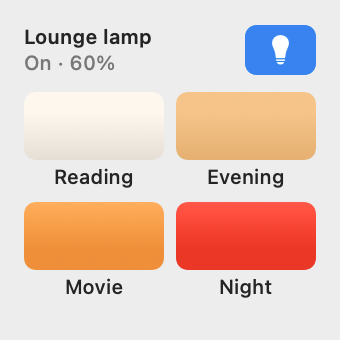 Lounge lamp
On · 60%
Reading
Evening
Movie
Night